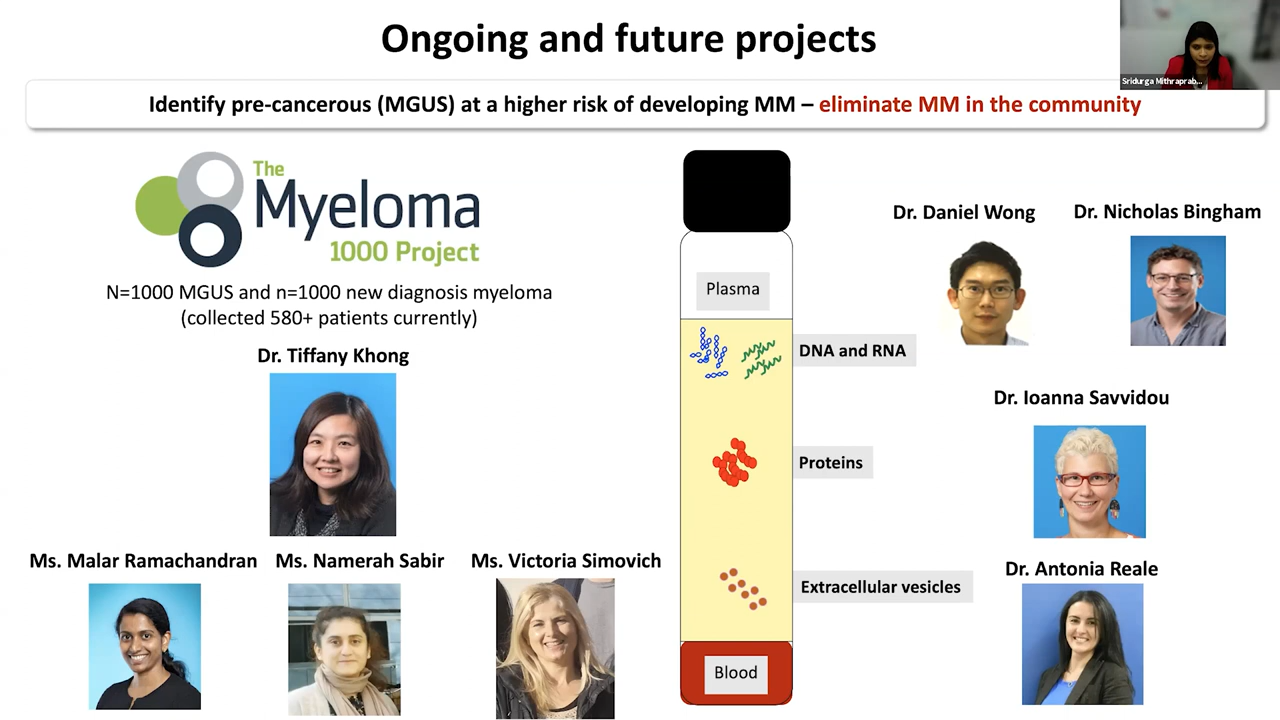 Ongoing and future projects
Sridurga Mithraprab...
Identify pre-cancerous (MGUS) at a higher risk of developing MM – eliminate MM in the community
The
Myeloma
1000 Project
N=1000 MGUS and n=1000 new diagnosis myeloma
(collected 580+ patients currently)
Dr. Tiffany Khong
Ms. Malar Ramachandran
Ms. Namerah Sabir
Ms. Victoria Simovich
Plasma
DNA and RNA
Proteins
Extracellular vesicles
Blood
Dr. Daniel Wong
Dr. Nicholas Bingham
Dr. Ioanna Savvidou
Dr. Antonia Reale